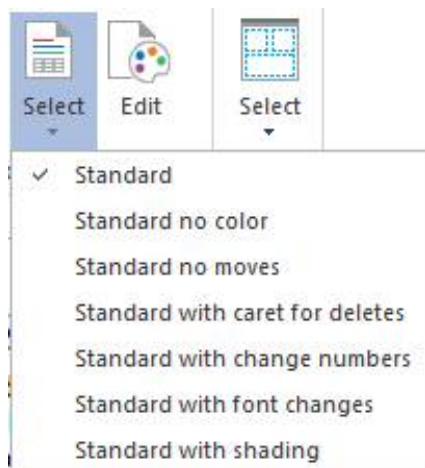 Select Edit Select
Standard
Standard no color
Standard no moves
Standard with caret for deletes
Standard with change numbers
Standard with font changes
Standard with shading